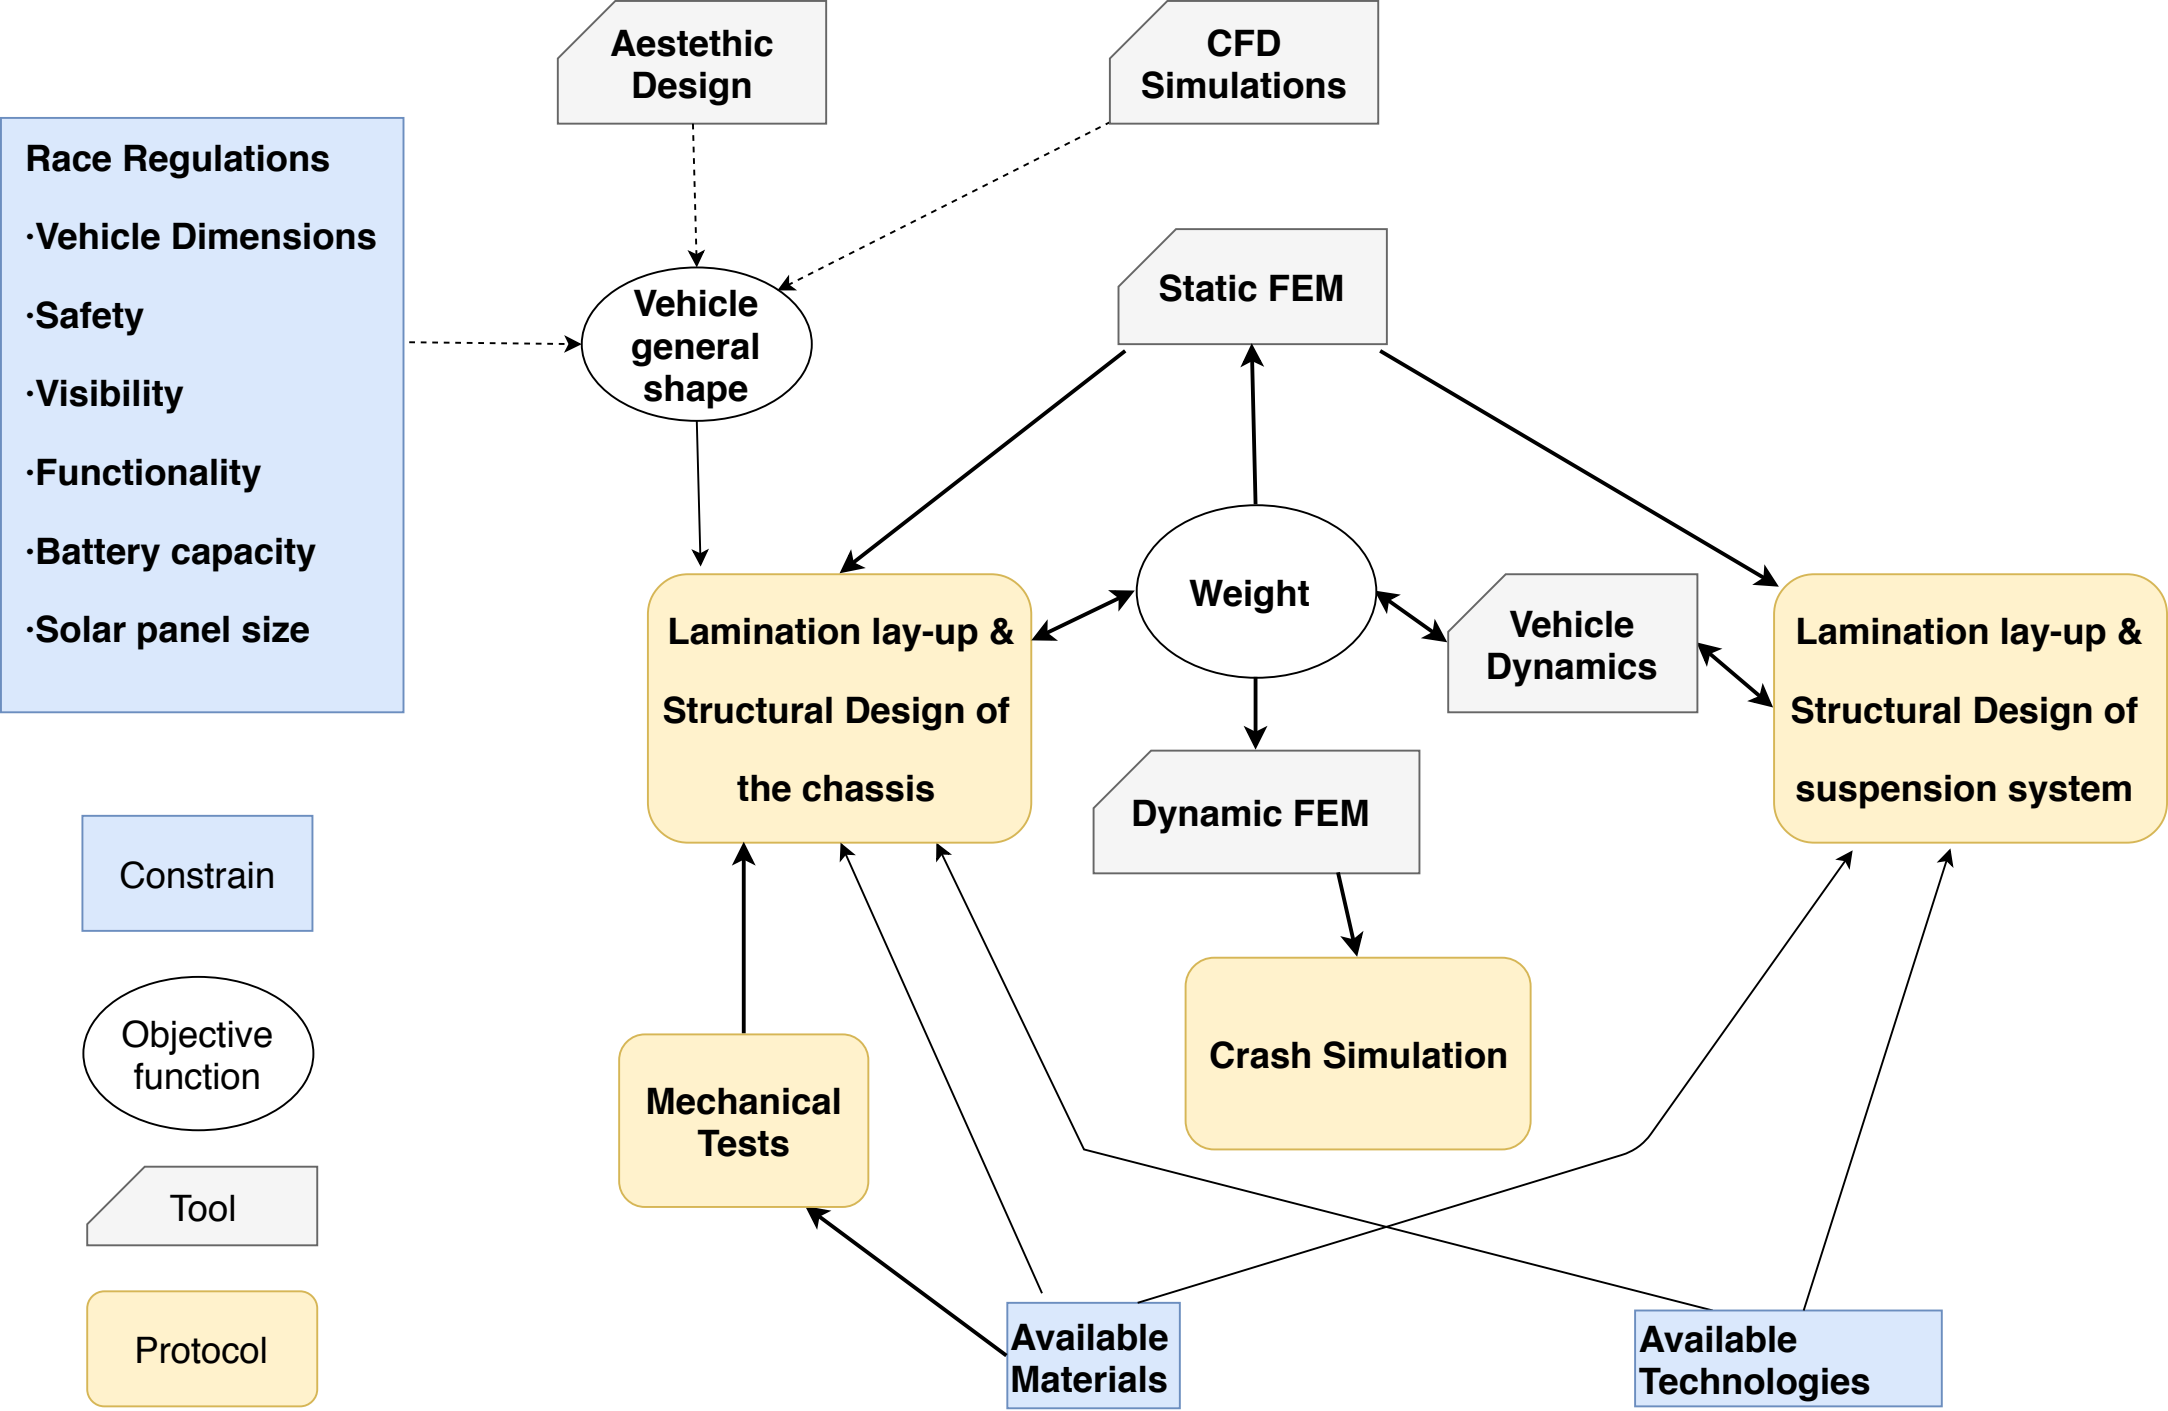 Aestethic
Design
CFD
Simulations
Race Regulations
·Vehicle Dimensions
·Safety
·Visibility
·Functionality
·Battery capacity
·Solar panel size
Vehicle
general
shape
Static FEM
Weight
Vehicle
Dynamics
Lamination lay-up &
Structural Design of
the chassis
Lamination lay-up &
Structural Design of
suspension system
Dynamic FEM
Crash Simulation
Mechanical
Tests
Available
Materials
Available
Technologies
Constrain
Objective
function
Tool
Protocol